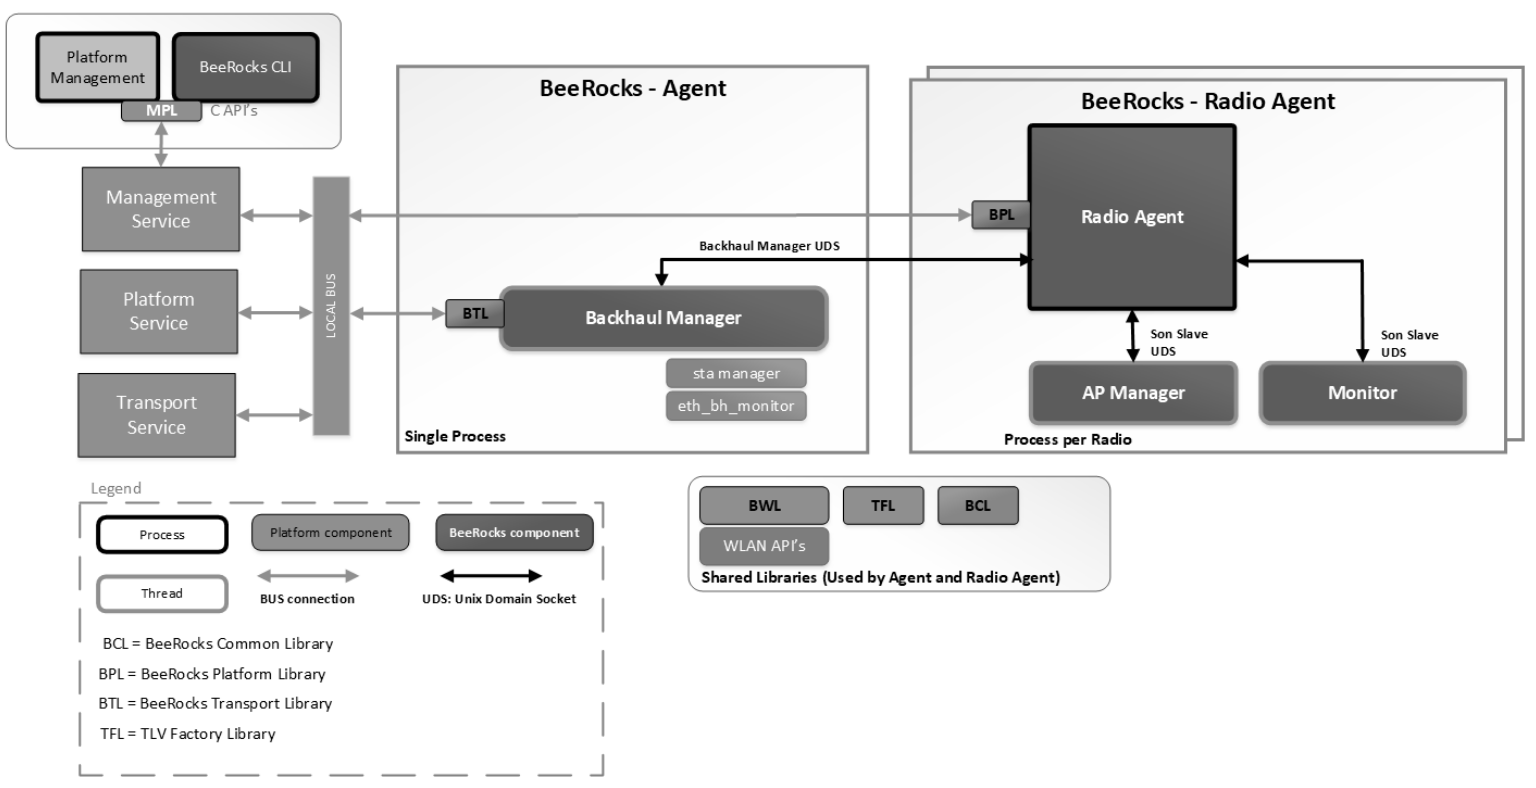 Platform
Management
BeeRocks CLI
MPL
C API's
Management
Service
Platform
Service
Transport
Service
LOCAL BUS
BeeRocks - Agent
Backhaul Manager UDS
BTL
Backhaul Manager
sta manager
eth_bh_monitor
Single Process
BeeRocks - Radio Agent
BPL
Radio Agent
Son Slave
UDS
Son Slave
UDS
AP Manager
Monitor
Process per Radio
Legend
Process
Platform component
BeeRocks component
Thread
BUS connection
UDS: Unix Domain Socket
BCL = BeeRocks Common Library
BPL = BeeRocks Platform Library
BTL = BeeRocks Transport Library
TFL = TLV Factory Library
BWL
TFL
BCL
WLAN API's
Shared Libraries (Used by Agent and Radio Agent)